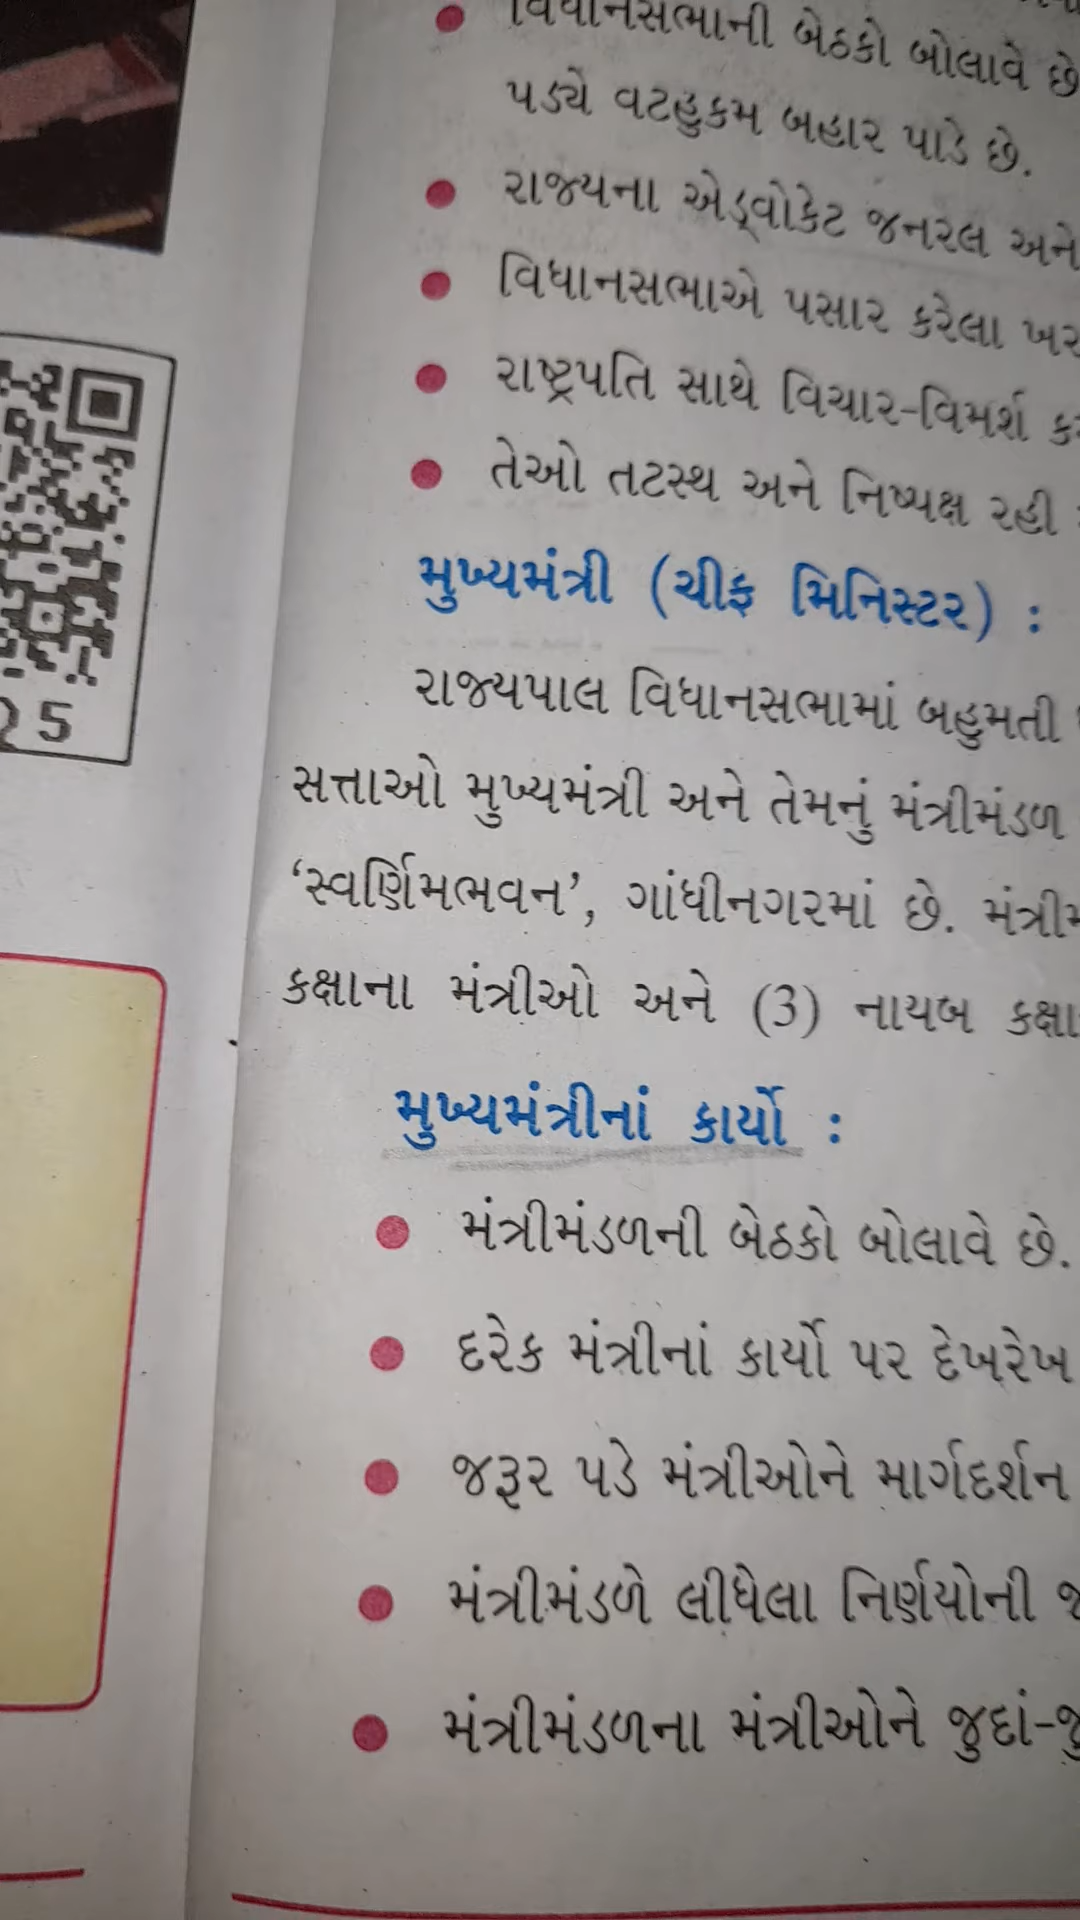 વિધાનસભાની બેઠકો બોલાવે છે
પડ્યે વટહુકમ બહાર પાડે છે.
રાજ્યના એડ્વોકેટ જનરલ અને
વિધાનસભાએ પસાર કરેલા
રાષ્ટ્રપતિ સાથે વિચાર-વિમર્શ
તેઓ તટસ્થ અને નિષ્પક્ષ રહી
25
મુખ્યમંત્રી (ચીફ મિનિસ્ટર) :
રાજ્યપાલ વિધાનસભામાં બહુમતી
સત્તાઓ મુખ્યમંત્રી અને તેમનું મંત્રીમંડળ
‘સ્વર્ણિમભવન’, ગાંધીનગરમાં છે.
કક્ષાના મંત્રીઓ અને (3) નાયબ કક્ષા
મુખ્યમંત્રીનાં કાર્યો :
મંત્રીમંડળની બેઠકો બોલાવે છે.
દરેક મંત્રીનાં કાર્યો પર દેખરેખ
જરૂર પડે મંત્રીઓને માર્ગદર્શન
મંત્રીમંડળે લીધેલા નિર્ણયોની
મંત્રીમંડળના મંત્રીઓને જુદાં-જુ